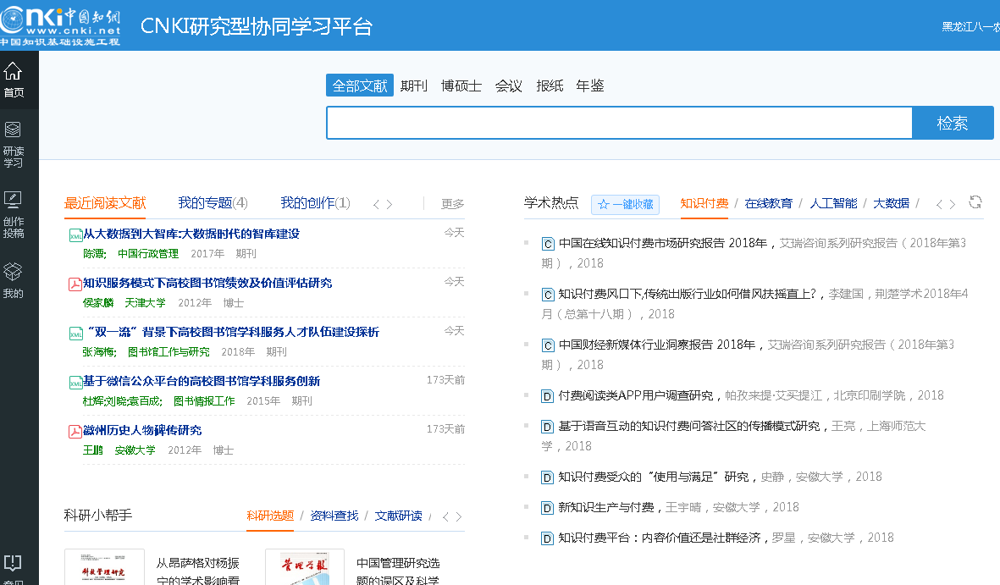 cnki中国知网
www.cnki.net
中国知识基础设施工程
CNKI研究型协同学习平台
黑龙江八一农
首页
研读
学习
创作
投稿
我的
全部文献 期刊 博硕士 会议 报纸 年鉴
检索
最近阅读文献 我的专题(4) 我的创作(1) < > 更多
从大数据到大智库:大数据时代的智库建设 今天
陈潭; 中国行政管理 2017年 期刊
知识服务模式下高校图书馆绩效及价值评估研究 今天
侯家麟 天津大学 2012年 博士
“双一流”背景下高校图书馆学科服务人才队伍建设探析 今天
张海梅; 图书馆工作与研究 2018年 期刊
基于微信公众平台的高校图书馆学科服务创新 173天前
杜辉;刘晓;袁百成; 图书情报工作 2015年 期刊
徽州历史人物碑传研究 173天前
王鹏 安徽大学 2012年 博士
科研小帮手 科研选题 / 资料查找 / 文献研读 / < >
科技管理研究
从昂萨格对杨振
宁的学术影响看
管理学报
中国管理研究选
题的误区及科学
学术热点 ☆一键收藏 知识付费 / 在线教育 / 人工智能 / 大数据 / < >
C 中国在线知识付费市场研究报告 2018年，艾瑞咨询系列研究报告（2018年第3
期），2018
C 知识付费风口下,传统出版行业如何借风扶摇直上?，李建国，荆楚学术2018年4
月（总第十八期），2018
C 中国财经新媒体行业洞察报告 2018年，艾瑞咨询系列研究报告（2018年第3
期），2018
D 付费阅读类APP用户调查研究，帕孜来提·艾买提江，北京印刷学院，2018
D 基于语音互动的知识付费问答社区的传播模式研究，王亮，上海师范大
学，2018
D 知识付费受众的“使用与满足”研究，史静，安徽大学，2018
D 新知识生产与付费，王宇晴，安徽大学，2018
D 知识付费平台：内容价值还是社群经济，罗星，安徽大学，2018